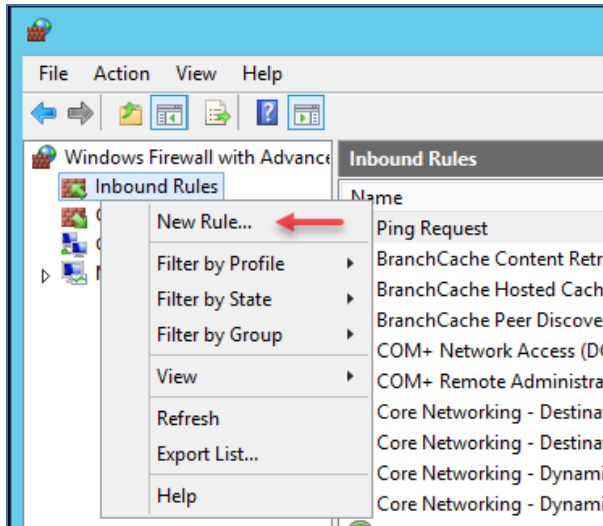 File Action View Help
Windows Firewall with Advance
Inbound Rules
New Rule...
Filter by Profile
Filter by State
Filter by Group
View
Refresh
Export List...
Help
Inbound Rules
Name
Ping Request
BranchCache Content Retr
BranchCache Hosted Cach
BranchCache Peer Discove
COM+ Network Access (D
COM+ Remote Administra
Core Networking - Destina
Core Networking - Destina
Core Networking - Dynami
Core Networking - Dynami